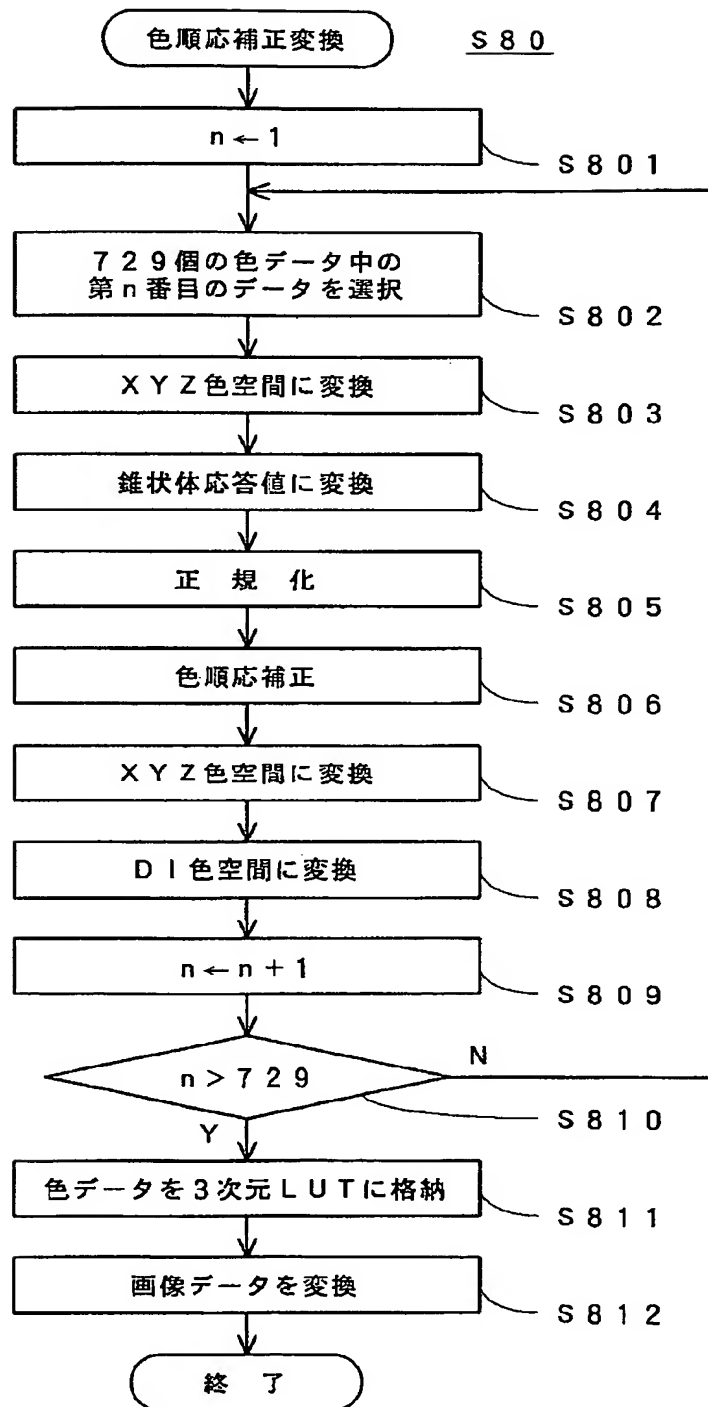 色順応補正変換
S80
n←1
S801
729個の色データ中の
第n番目のデータを選択
S802
XYZ色空間に変換
S803
錐状体応答値に変換
S804
正 規 化
S805
色順応補正
S806
XYZ色空間に変換
S807
DI色空間に変換
S808
n←n+1
S809
n>729
N
Y
S810
色データを3次元LUTに格納
S811
画像データを変換
S812
終 了